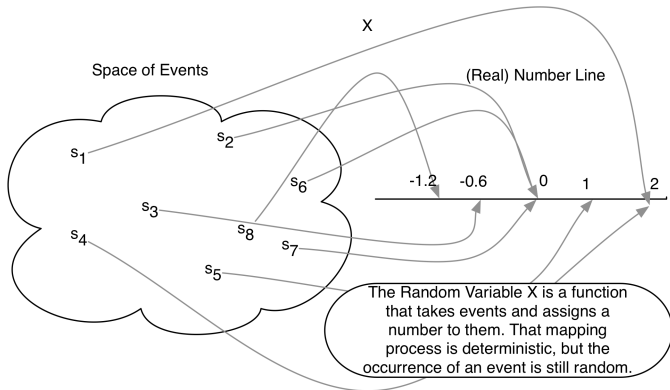 X
Space of Events
(Real) Number Line
s1
s2
s6
s3
s8
s4
s7
s5
-1.2 -0.6 0 1 2
The Random Variable X is a function
that takes events and assigns a
number to them. That mapping
process is deterministic, but the
occurrence of an event is still random.